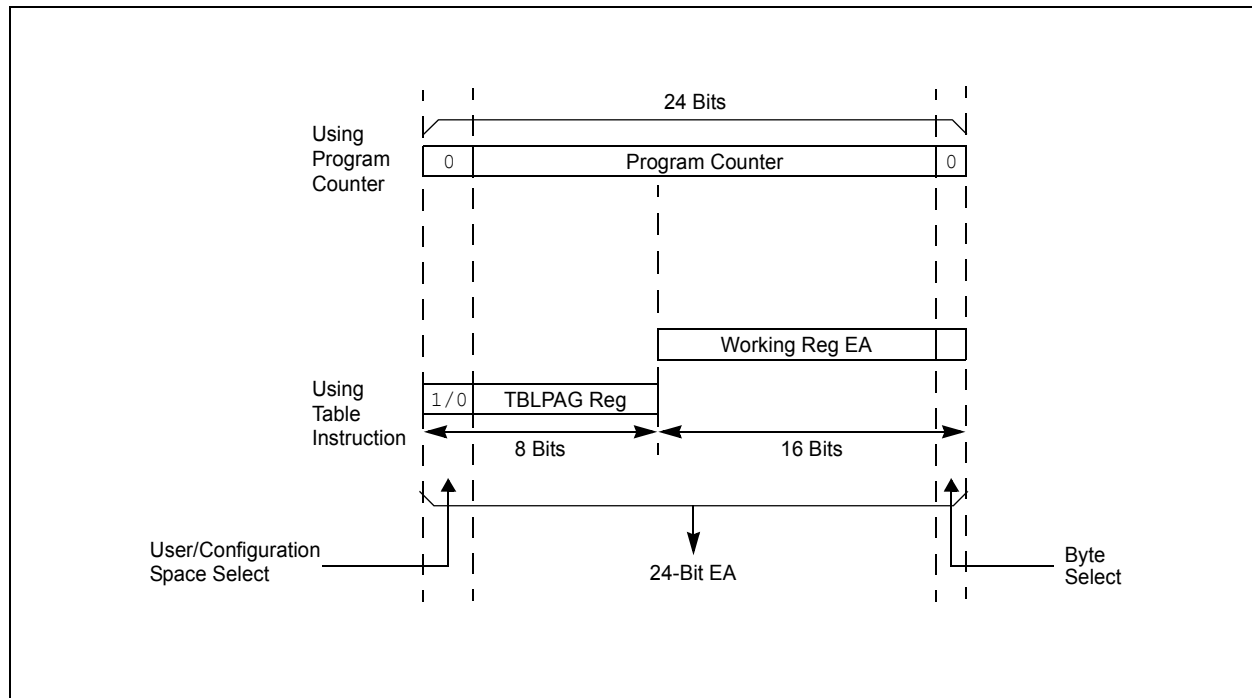 24 Bits
Using
Program
Counter
0
Program Counter
0
Working Reg EA
Using
Table
Instruction
1/0
TBLPAG Reg
8 Bits
16 Bits
User/Configuration
Space Select
24-Bit EA
Byte
Select